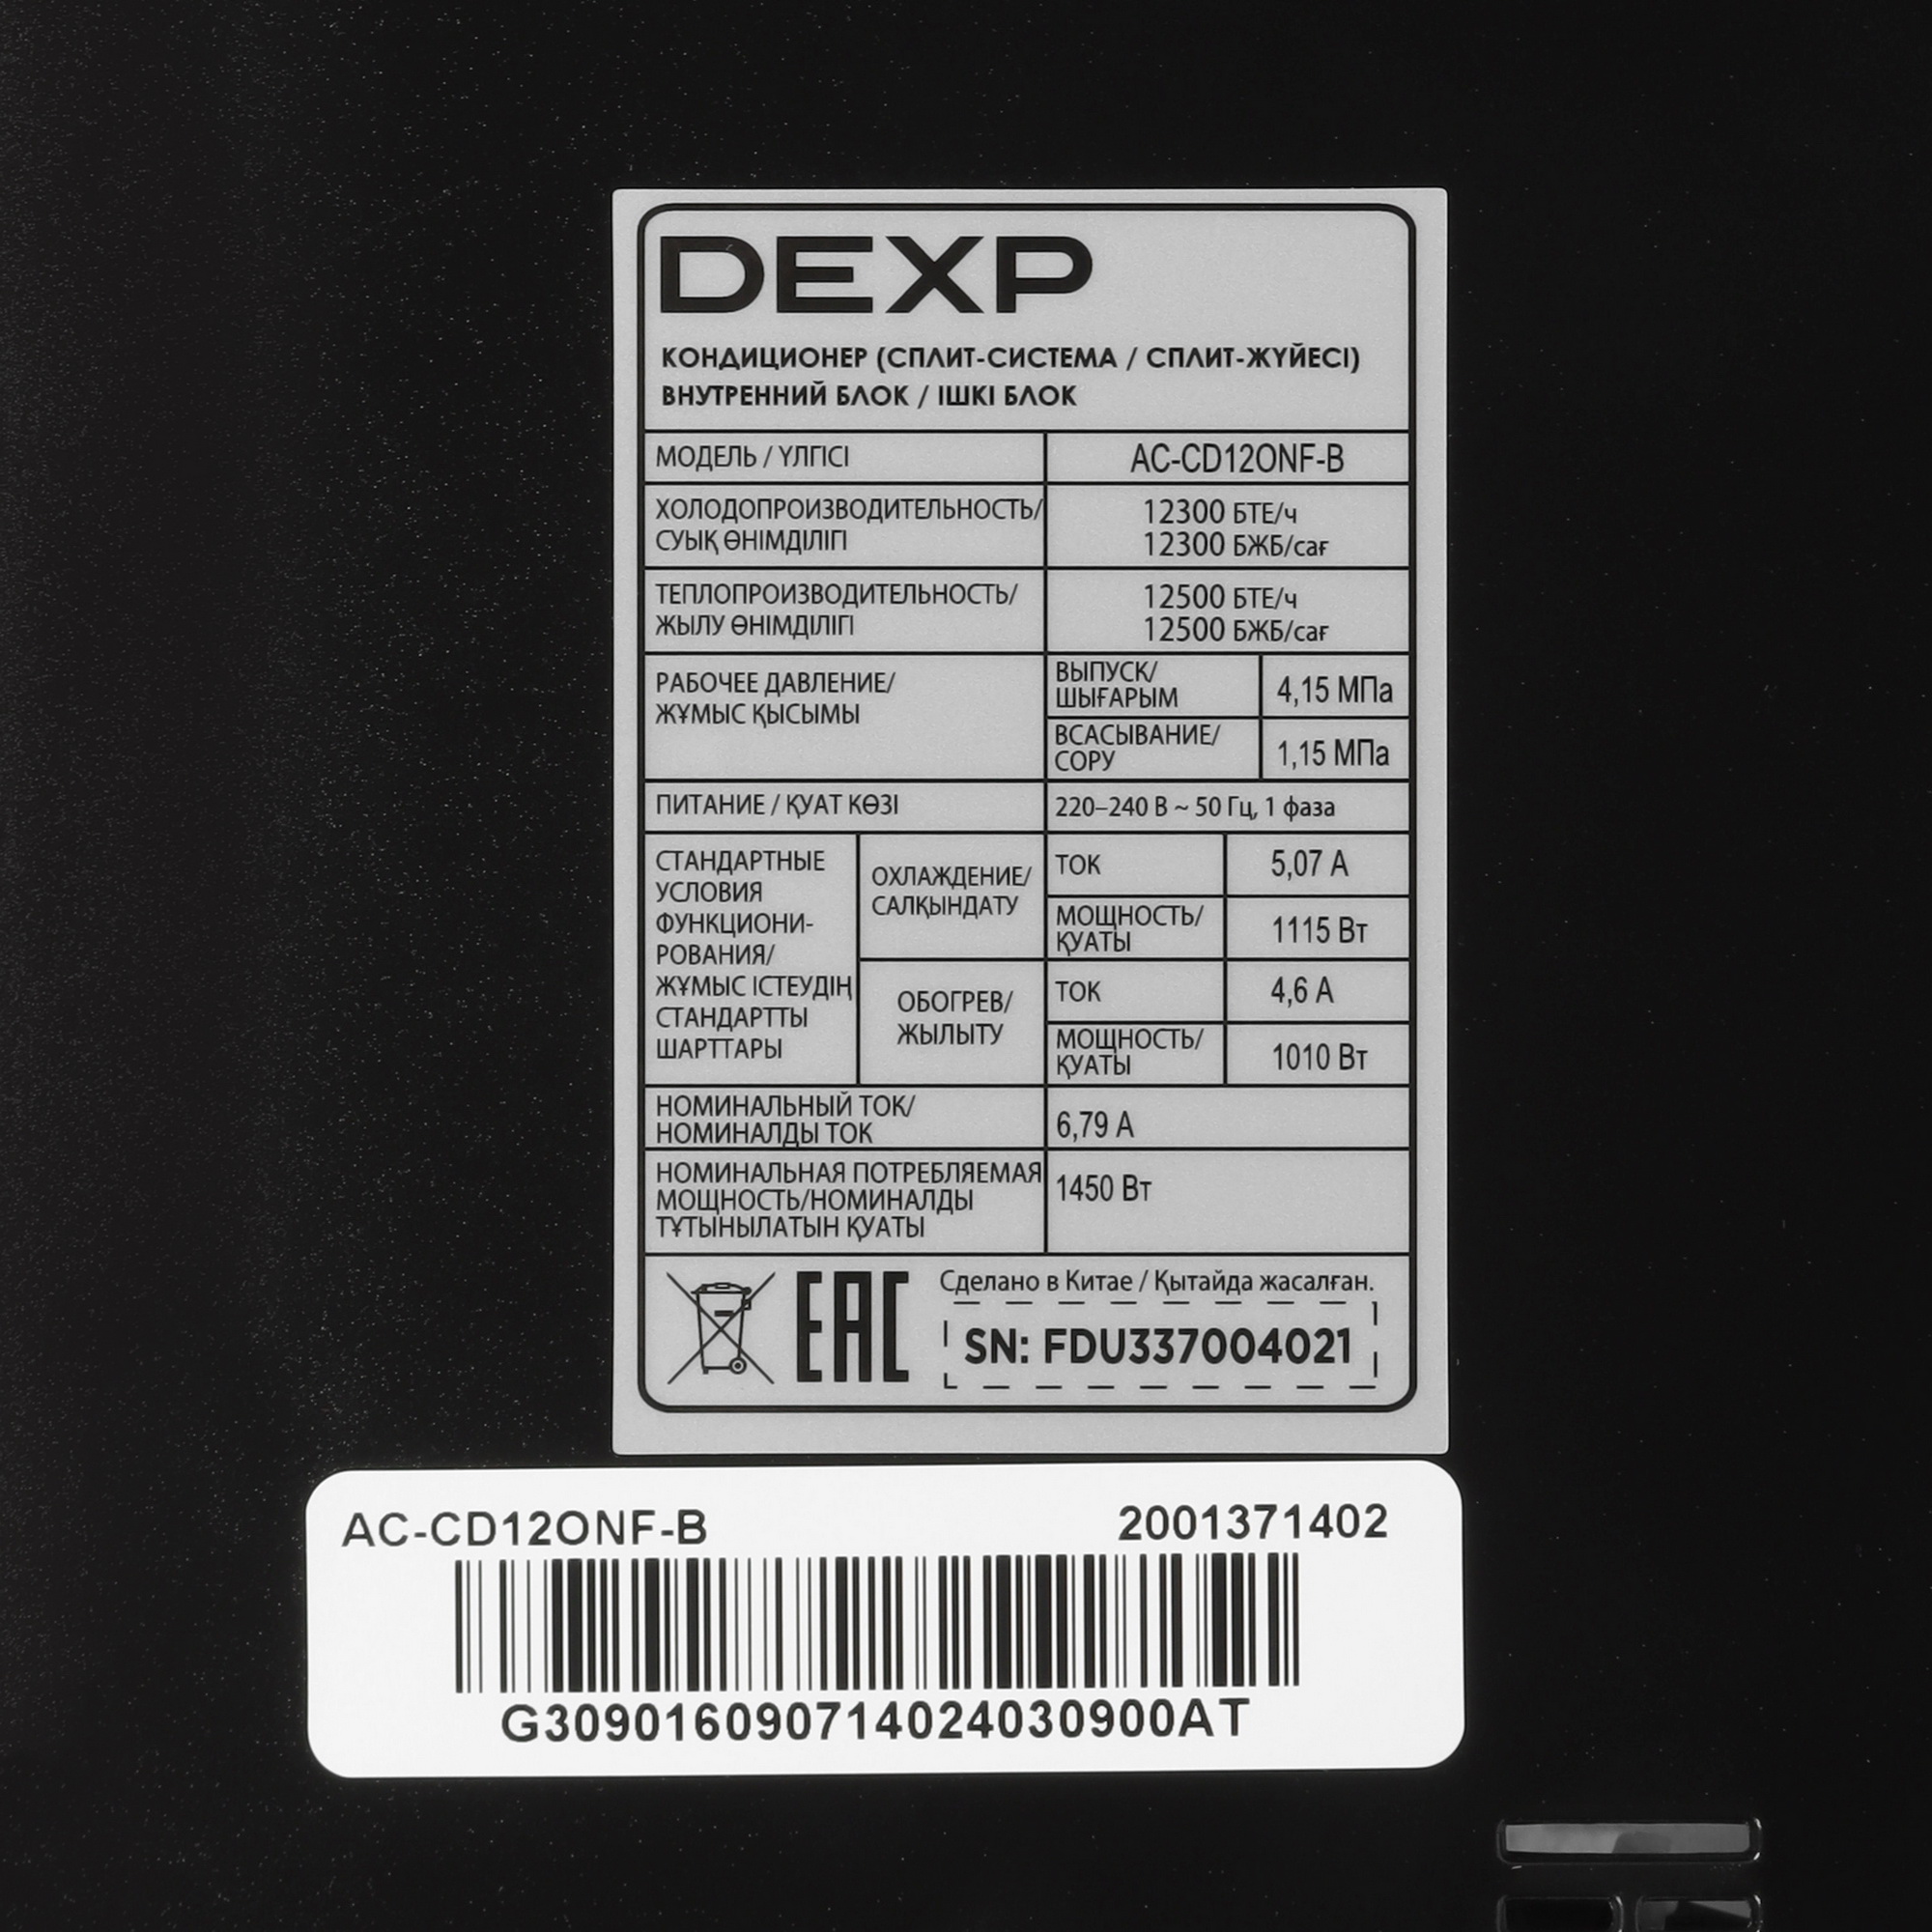 DEXP
КОНДИЦИОНЕР (СПЛИТ-СИСТЕМА / СПЛИТ-ЖҮЙЕСІ)
ВНУТРЕННИЙ БЛОК / ІШКІ БЛОК
МОДЕЛЬ / ҮЛГІСІ AC-CD12ONF-B
ХОЛОДОПРОИЗВОДИТЕЛЬНОСТЬ/ 12300 БТЕ/ч
СУЫҚ ӨНІМДІЛІГІ 12300 БЖБ/сағ
ТЕПЛОПРОИЗВОДИТЕЛЬНОСТЬ/ 12500 БТЕ/ч
ЖЫЛУ ӨНІМДІЛІГІ 12500 БЖБ/сағ
РАБОЧЕЕ ДАВЛЕНИЕ/
ЖҰМЫС ҚЫСЫМЫ
ВЫПУСК/
ШЫҒАРЫМ
4,15 МПа
ВСАСЫВАНИЕ/
СОРУ
1,15 МПа
ПИТАНИЕ / ҚУАТ КӨЗІ 220–240 В ~ 50 Гц, 1 фаза
СТАНДАРТНЫЕ
УСЛОВИЯ
ФУНКЦИОНИ-
РОВАНИЯ/
ЖҰМЫС ІСТЕУДІҢ
СТАНДАРТТЫ
ШАРТТАРЫ
ОХЛАЖДЕНИЕ/
САЛҚЫНДАТУ
ТОК 5,07 А
МОЩНОСТЬ/
ҚУАТЫ
1115 Вт
ОБОГРЕВ/
ЖЫЛЫТУ
ТОК 4,6 А
МОЩНОСТЬ/
ҚУАТЫ
1010 Вт
НОМИНАЛЬНЫЙ ТОК/
НОМИНАЛДЫ ТОК
6,79 А
НОМИНАЛЬНАЯ ПОТРЕБЛЯЕМАЯ
МОЩНОСТЬ/НОМИНАЛДЫ
ТҰТЫНЫЛАТЫН ҚУАТЫ
1450 Вт
EAC
Сделано в Китае / Қытайда жасалған.
SN: FDU337004021
AC-CD12ONF-B 2001371402
G309016090714024030900AT